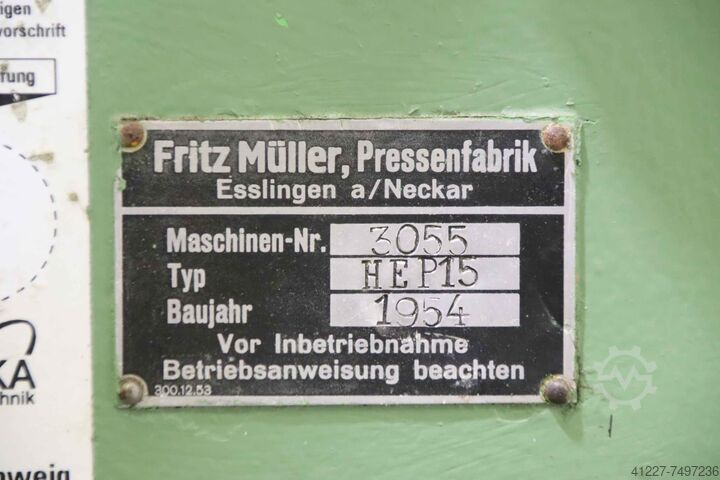 igen
vorschrift
fung
Fritz Müller, Pressenfabrik
Esslingen a/Neckar
Maschinen-Nr. 3055
Typ HEP15
Baujahr 1954
Vor Inbetriebnahme
Betriebsanweisung beachten
300.12.53
KA
hnik
hweig
41227-7497236